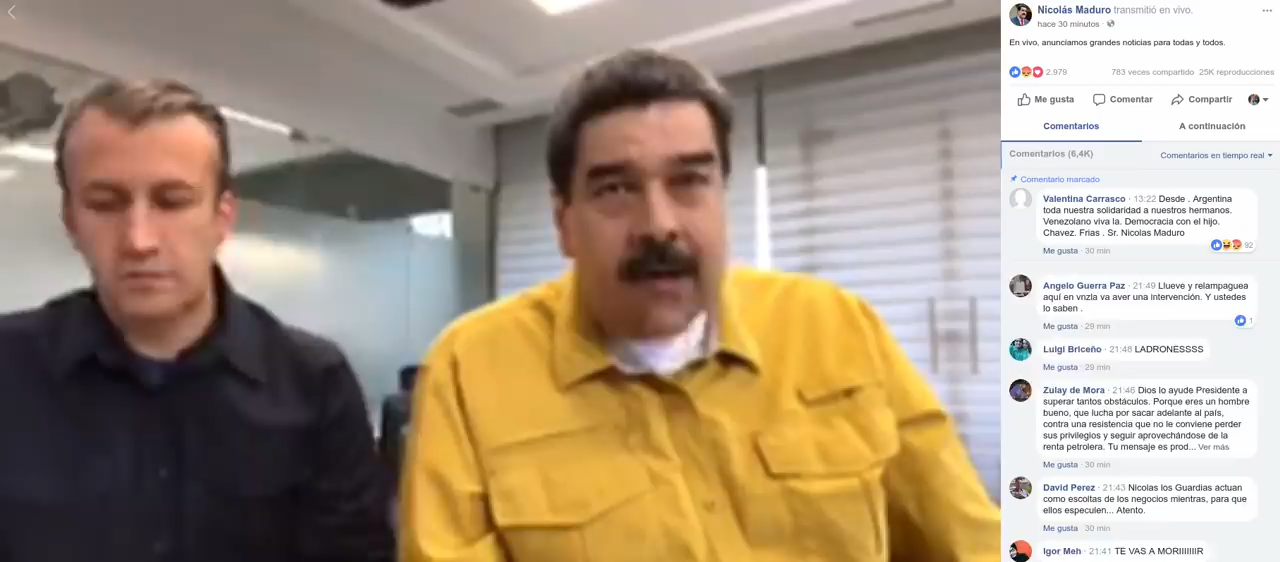 Nicolás Maduro transmitió en vivo.
hace 30 minutos ·
En vivo, anunciamos grandes noticias para todas y todos.
2.979 783 veces compartido 25K reproducciones
Me gusta Comentar Compartir
Comentarios A continuación
Comentarios (6,4K) Comentarios en tiempo real
Comentario marcado
Valentina Carrasco · 13:22 Desde . Argentina
toda nuestra solidaridad a nuestros hermanos.
Venezolano viva la. Democracia con el hijo.
Chavez. Frias . Sr. Nicolas Maduro
92
Me gusta · 30 min
Angelo Guerra Paz · 21:49 Llueve y relampaguea
aquí en vnzla va aver una intervención. Y ustedes
lo saben .
1
Me gusta · 29 min
Luigi Briceño · 21:48 LADRONESSSS
Me gusta · 29 min
Zulay de Mora · 21:46 Dios lo ayude Presidente a
superar tantos obstáculos. Porque eres un hombre
bueno, que lucha por sacar adelante al país,
contra una resistencia que no le conviene perder
sus privilegios y seguir aprovechándose de la
renta petrolera. Tu mensaje es prod... Ver más
Me gusta · 30 min
David Perez · 21:43 Nicolas los Guardias actuan
como escoltas de los negocios mientras, para que
ellos especulen... Atento.
Me gusta · 30 min
Igor Meh · 21:41 TE VAS A MORIIIIIIIR